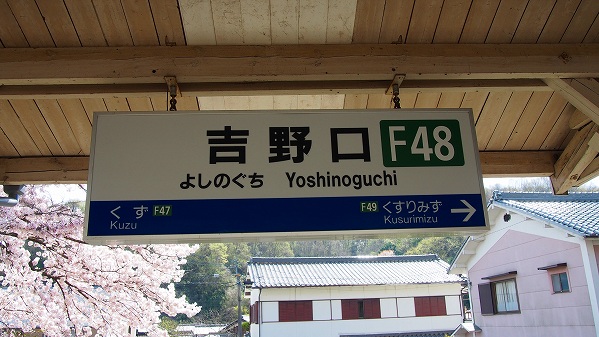 吉野口 F48
よしのぐち Yoshinoguchi
くず F47 F49 くすりみず →
Kuzu Kusurimizu